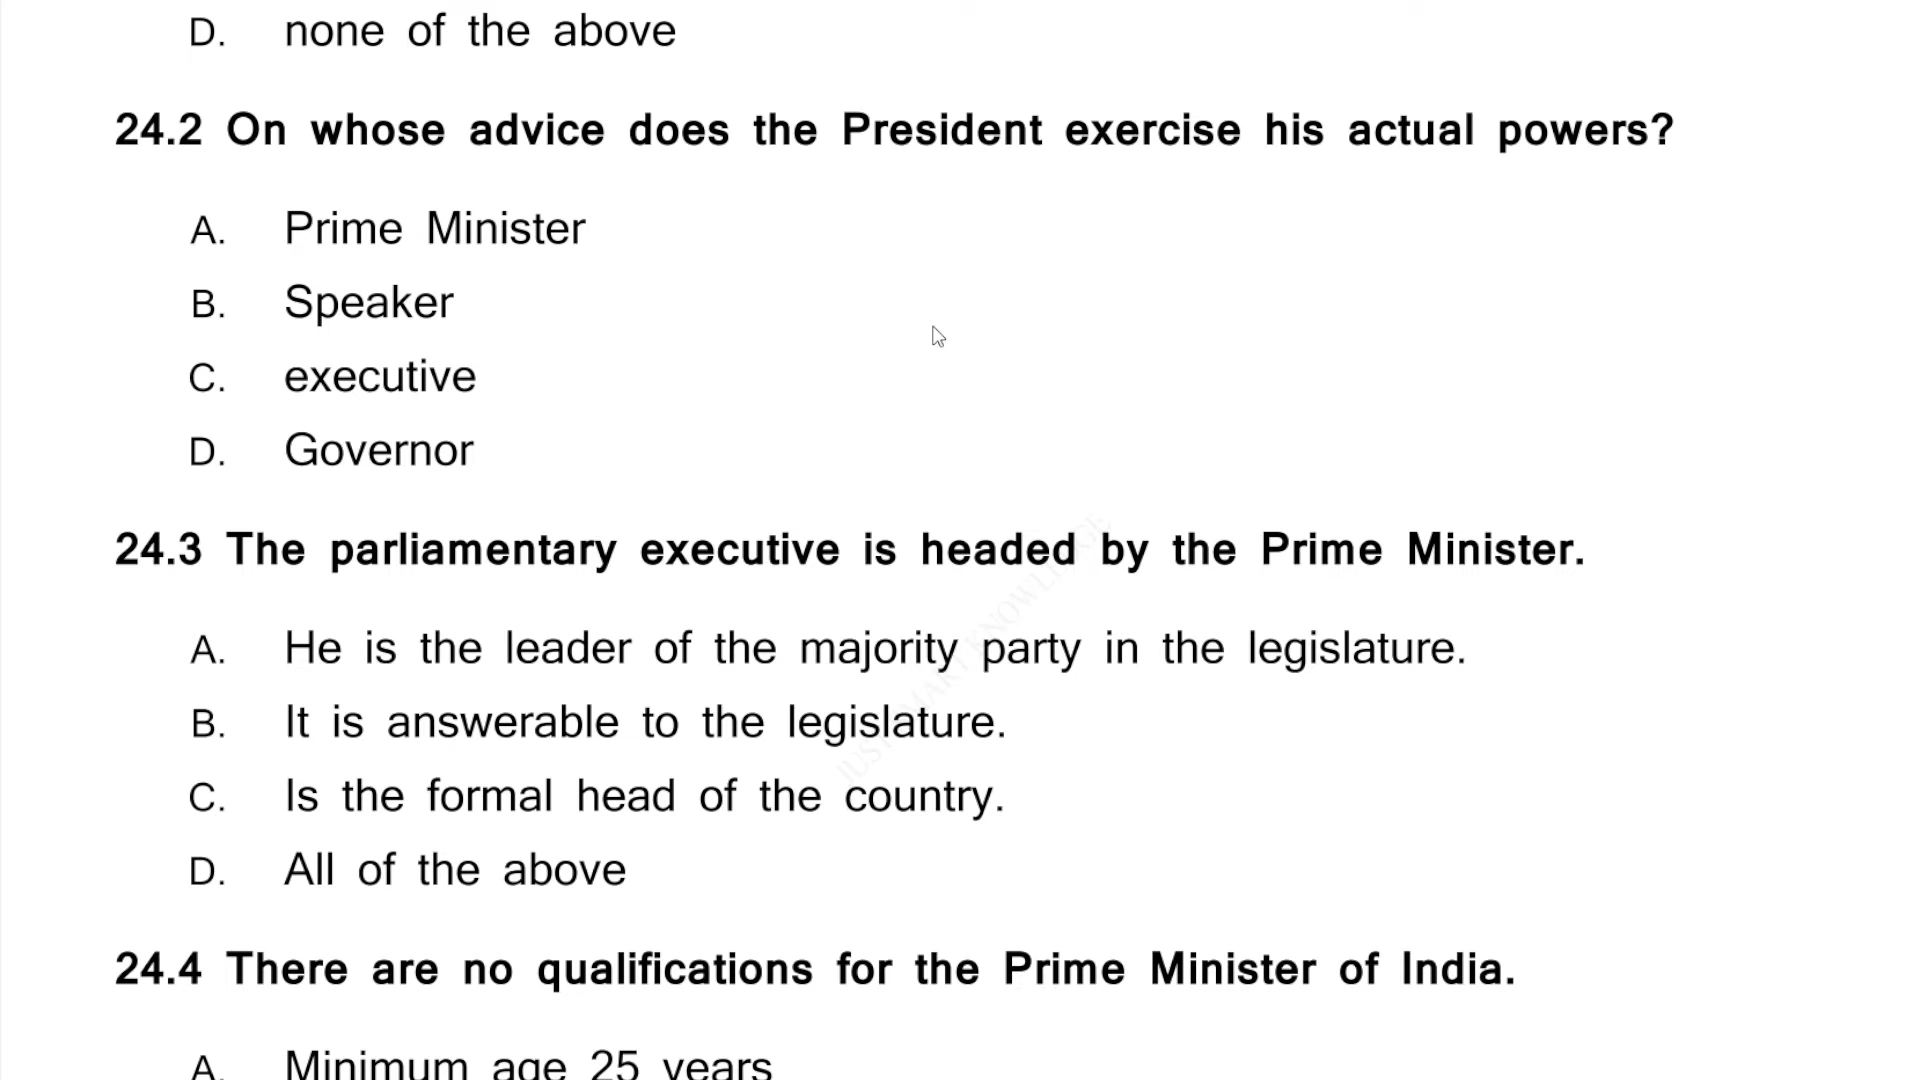 D. none of the above
24.2 On whose advice does the President exercise his actual powers?
A. Prime Minister
B. Speaker
C. executive
D. Governor
24.3 The parliamentary executive is headed by the Prime Minister.
A. He is the leader of the majority party in the legislature.
B. It is answerable to the legislature.
C. Is the formal head of the country.
D. All of the above
24.4 There are no qualifications for the Prime Minister of India.
A. Minimum age 25 years